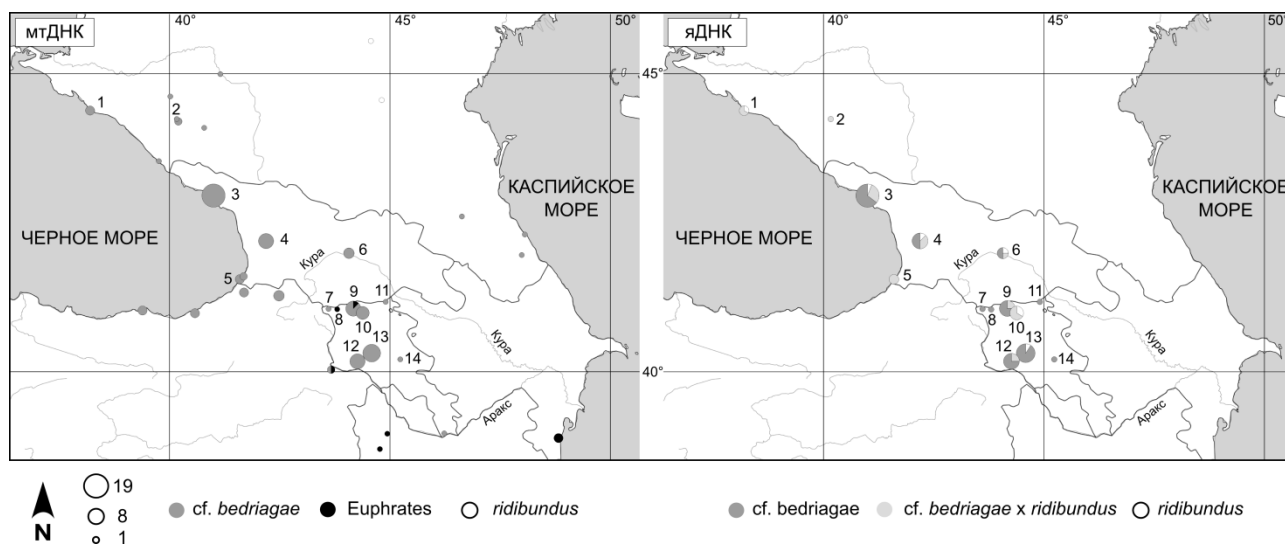 мтДНК
40°
45°
50°
1
2
3
ЧЕРНОЕ МОРЕ
КАСПИЙСКОЕ
МОРЕ
4
Кура
6
5
7
8
9
10
11
Кура
12
13
14
Аракс
яДНК
40°
45°
50°
45°
40°
1
2
3
ЧЕРНОЕ МОРЕ
КАСПИЙСКОЕ
МОРЕ
4
Кура
6
5
7
8
9
10
11
Кура
12
13
14
Аракс
N
19
8
1
cf. bedriagae
Euphrates
ridibundus
cf. bedriagae
cf. bedriagae x ridibundus
ridibundus